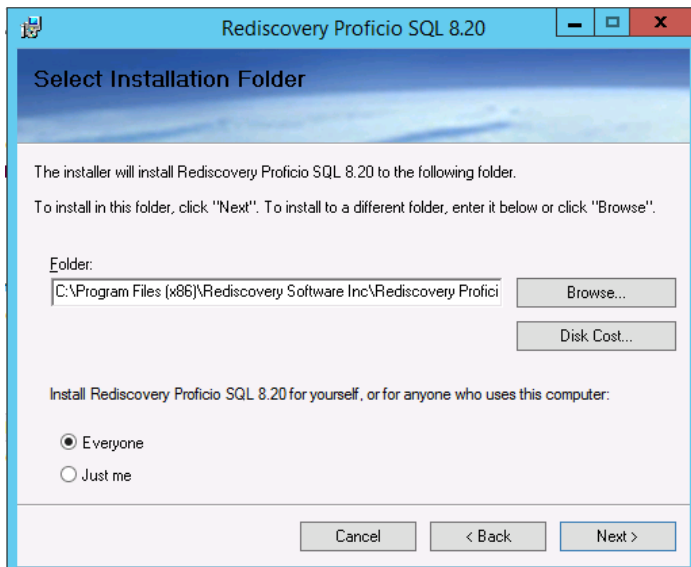 Rediscovery Proficio SQL 8.20
Select Installation Folder
The installer will install Rediscovery Proficio SQL 8.20 to the following folder.
To install in this folder, click "Next". To install to a different folder, enter it below or click "Browse".
Folder:
C:\Program Files (x86)\Rediscovery Software Inc\Rediscovery Profici
Browse...
Disk Cost...
Install Rediscovery Proficio SQL 8.20 for yourself, or for anyone who uses this computer:
Everyone
Just me
Cancel
< Back
Next >